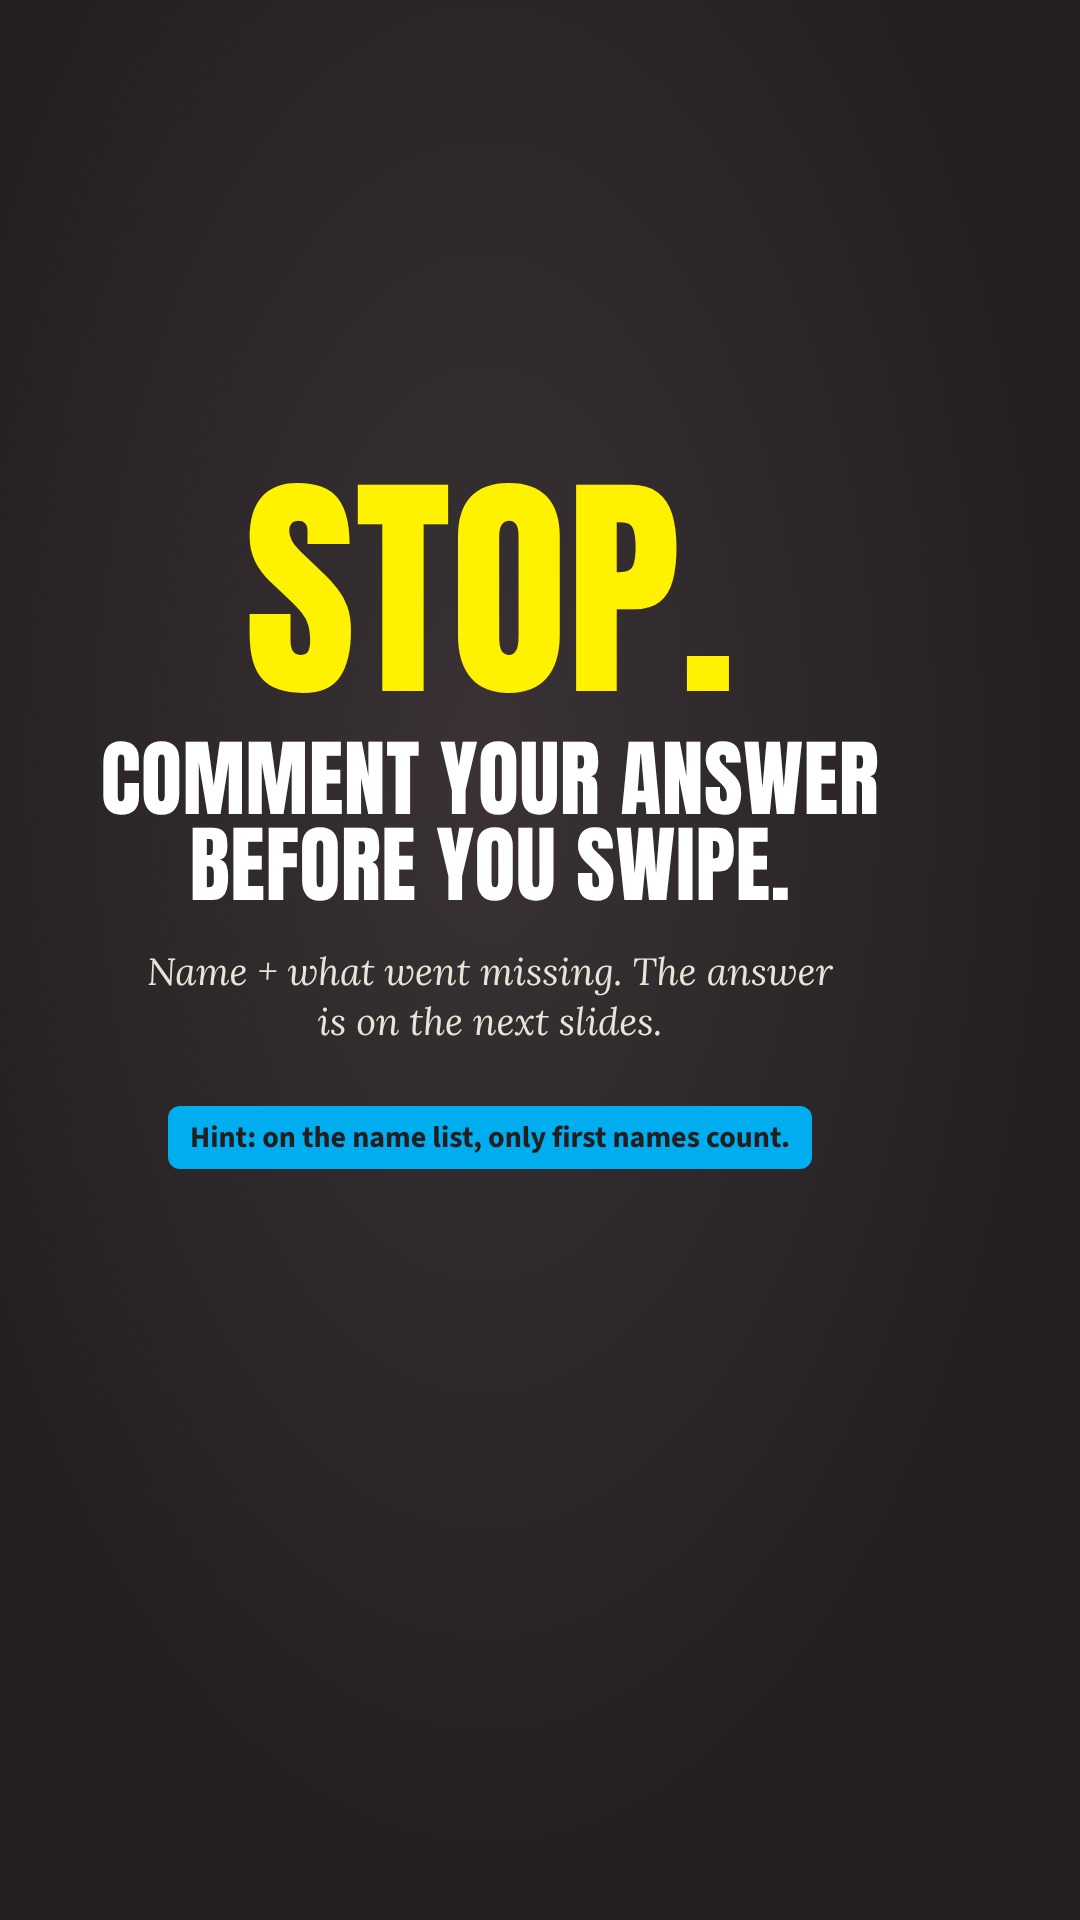 STOP.
COMMENT YOUR ANSWER
BEFORE YOU SWIPE.
Name + what went missing. The answer
is on the next slides.
Hint: on the name list, only first names count.